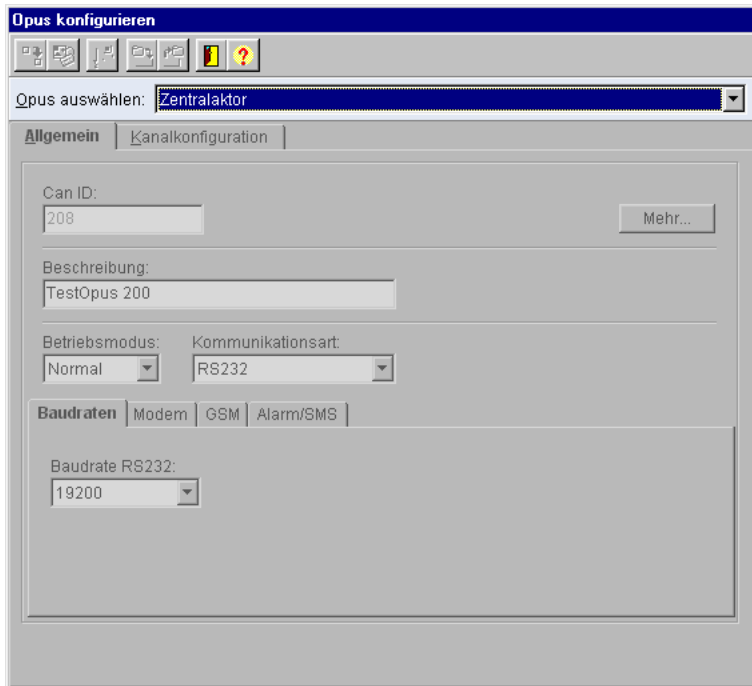 Opus konfigurieren
?
Opus auswählen: Zentralaktor
Allgemein Kanalkonfiguration
Can ID:
208 Mehr...
Beschreibung:
TestOpus 200
Betriebsmodus: Kommunikationsart:
Normal RS232
Baudraten Modem GSM Alarm/SMS
Baudrate RS232:
19200